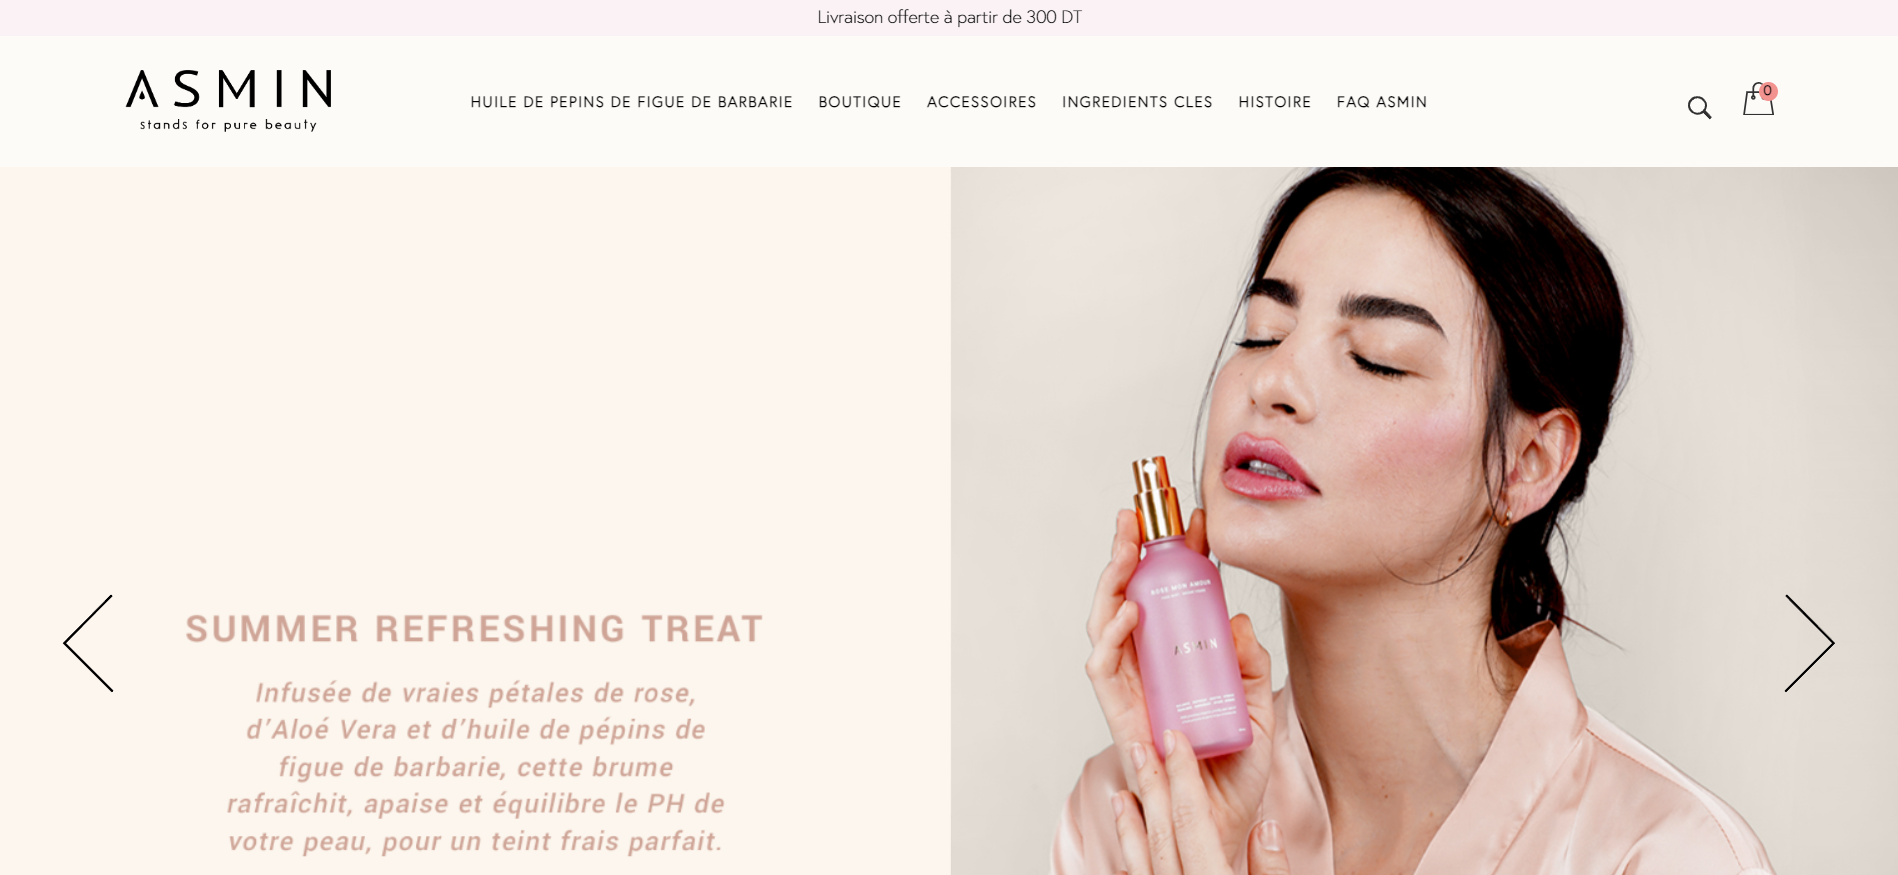 Livraison offerte à partir de 300 DT
ASMIN
stands for pure beauty
HUILE DE PEPINS DE FIGUE DE BARBARIE BOUTIQUE ACCESSOIRES INGREDIENTS CLES HISTOIRE FAQ ASMIN
0
SUMMER REFRESHING TREAT
Infusée de vraies pétales de rose,
d’Aloé Vera et d’huile de pépins de
figue de barbarie, cette brume
rafraîchit, apaise et équilibre le PH de
votre peau, pour un teint frais parfait.
ROSE MON AMOUR
ASMIN